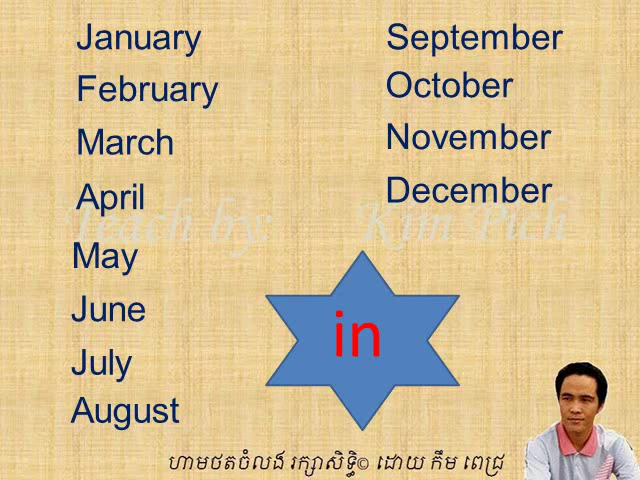 January
February
March
April
May
June
July
August
September
October
November
December
Teach by: Kim Pich
in
ហាមថតចំលង រក្សាសិទ្ធិ© ដោយ កឹម ពេជ្រ